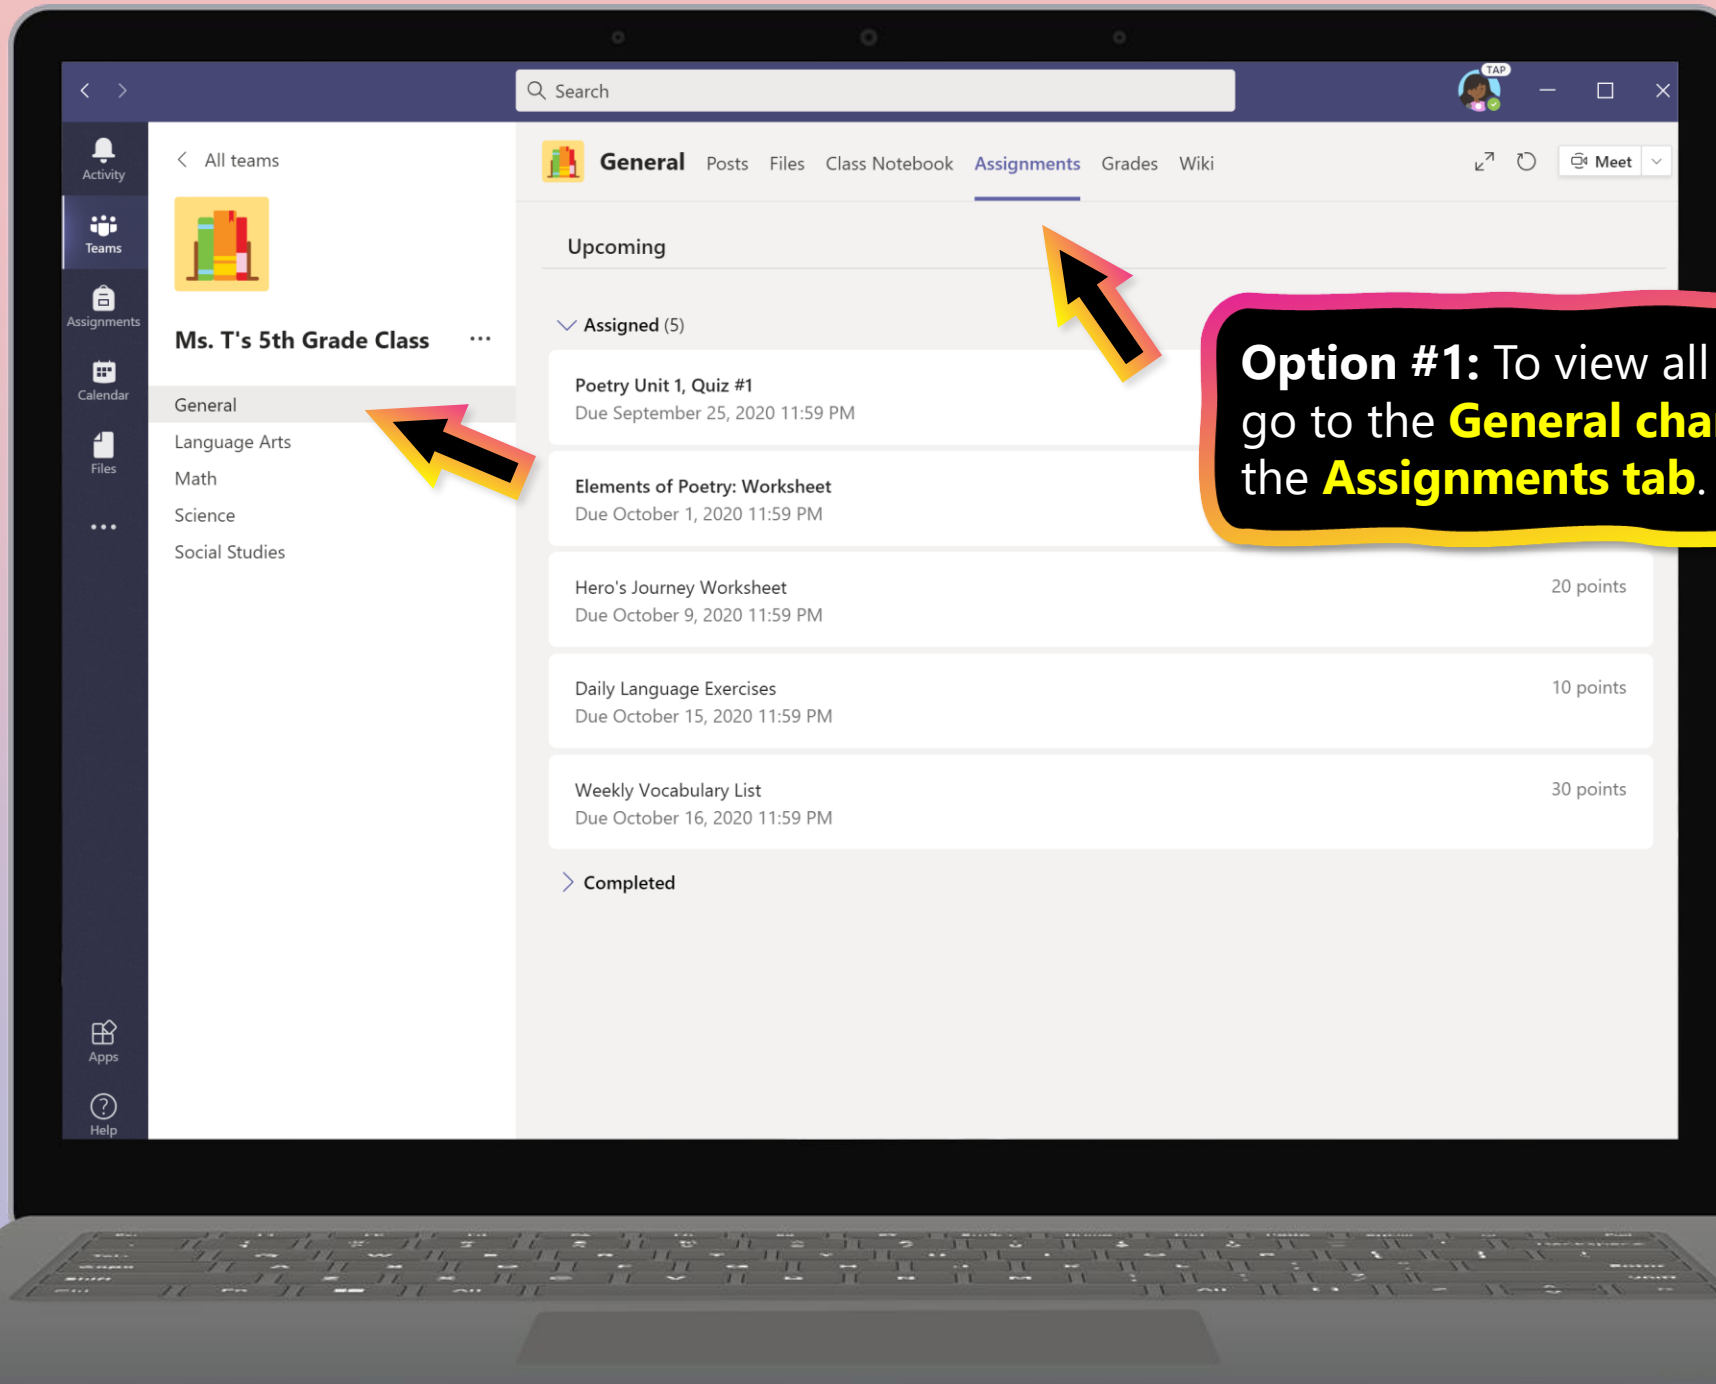 Search
TAP
Activity
Teams
Assignments
Calendar
Files
Apps
Help
All teams
Ms. T's 5th Grade Class
General
Language Arts
Math
Science
Social Studies
General Posts Files Class Notebook Assignments Grades Wiki
Meet
Upcoming
Assigned (5)
Poetry Unit 1, Quiz #1
Due September 25, 2020 11:59 PM
Elements of Poetry: Worksheet
Due October 1, 2020 11:59 PM
Hero's Journey Worksheet
Due October 9, 2020 11:59 PM
20 points
Daily Language Exercises
Due October 15, 2020 11:59 PM
10 points
Weekly Vocabulary List
Due October 16, 2020 11:59 PM
30 points
Completed
Option #1: To view all
go to the General
the Assignments tab.